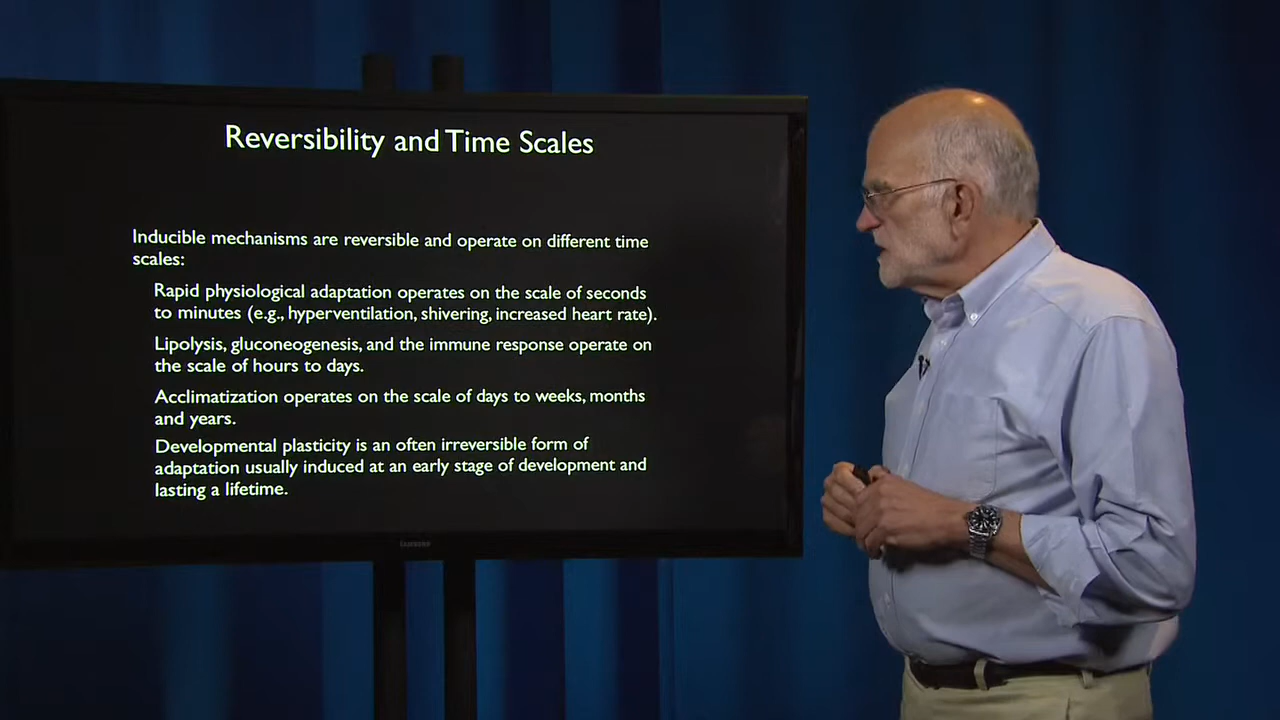 Reversibility and Time Scales
Inducible mechanisms are reversible and operate on different time
scales:
Rapid physiological adaptation operates on the scale of seconds
to minutes (e.g., hyperventilation, shivering, increased heart rate).
Lipolysis, gluconeogenesis, and the immune response operate on
the scale of hours to days.
Acclimatization operates on the scale of days to weeks, months
and years.
Developmental plasticity is an often irreversible form of
adaptation usually induced at an early stage of development and
lasting a lifetime.
SAMSUNG